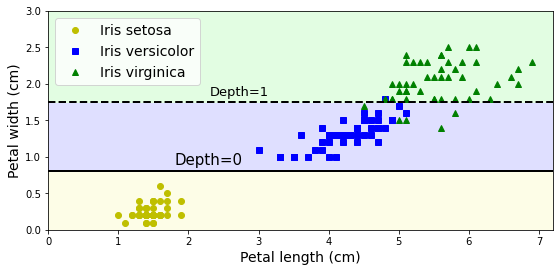 3.0
2.5
2.0
1.5
1.0
0.5
0.0
Petal width (cm)
Iris setosa
Iris versicolor
Iris virginica
Depth=1
Depth=0
0 1 2 3 4 5 6 7
Petal length (cm)